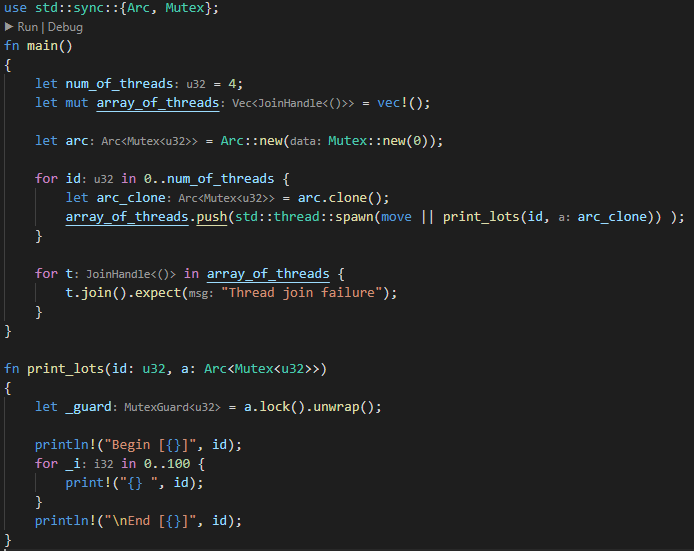 use std::sync::{Arc, Mutex};
▶ Run | Debug
fn main()
{
    let num_of_threads: u32 = 4;
    let mut array_of_threads: Vec<JoinHandle<()>> = vec!();
    let arc: Arc<Mutex<u32>> = Arc::new(data: Mutex::new(0));
    for id: u32 in 0..num_of_threads {
        let arc_clone: Arc<Mutex<u32>> = arc.clone();
        array_of_threads.push(std::thread::spawn(move || print_lots(id, a: arc_clone)) );
    }
    for t: JoinHandle<()> in array_of_threads {
        t.join().expect(msg: "Thread join failure");
    }
}
fn print_lots(id: u32, a: Arc<Mutex<u32>>)
{
    let _guard: MutexGuard<u32> = a.lock().unwrap();
    println!("Begin [{}]", id);
    for _i: i32 in 0..100 {
        print!("{} ", id);
    }
    println!("\nEnd [{}]", id);
}